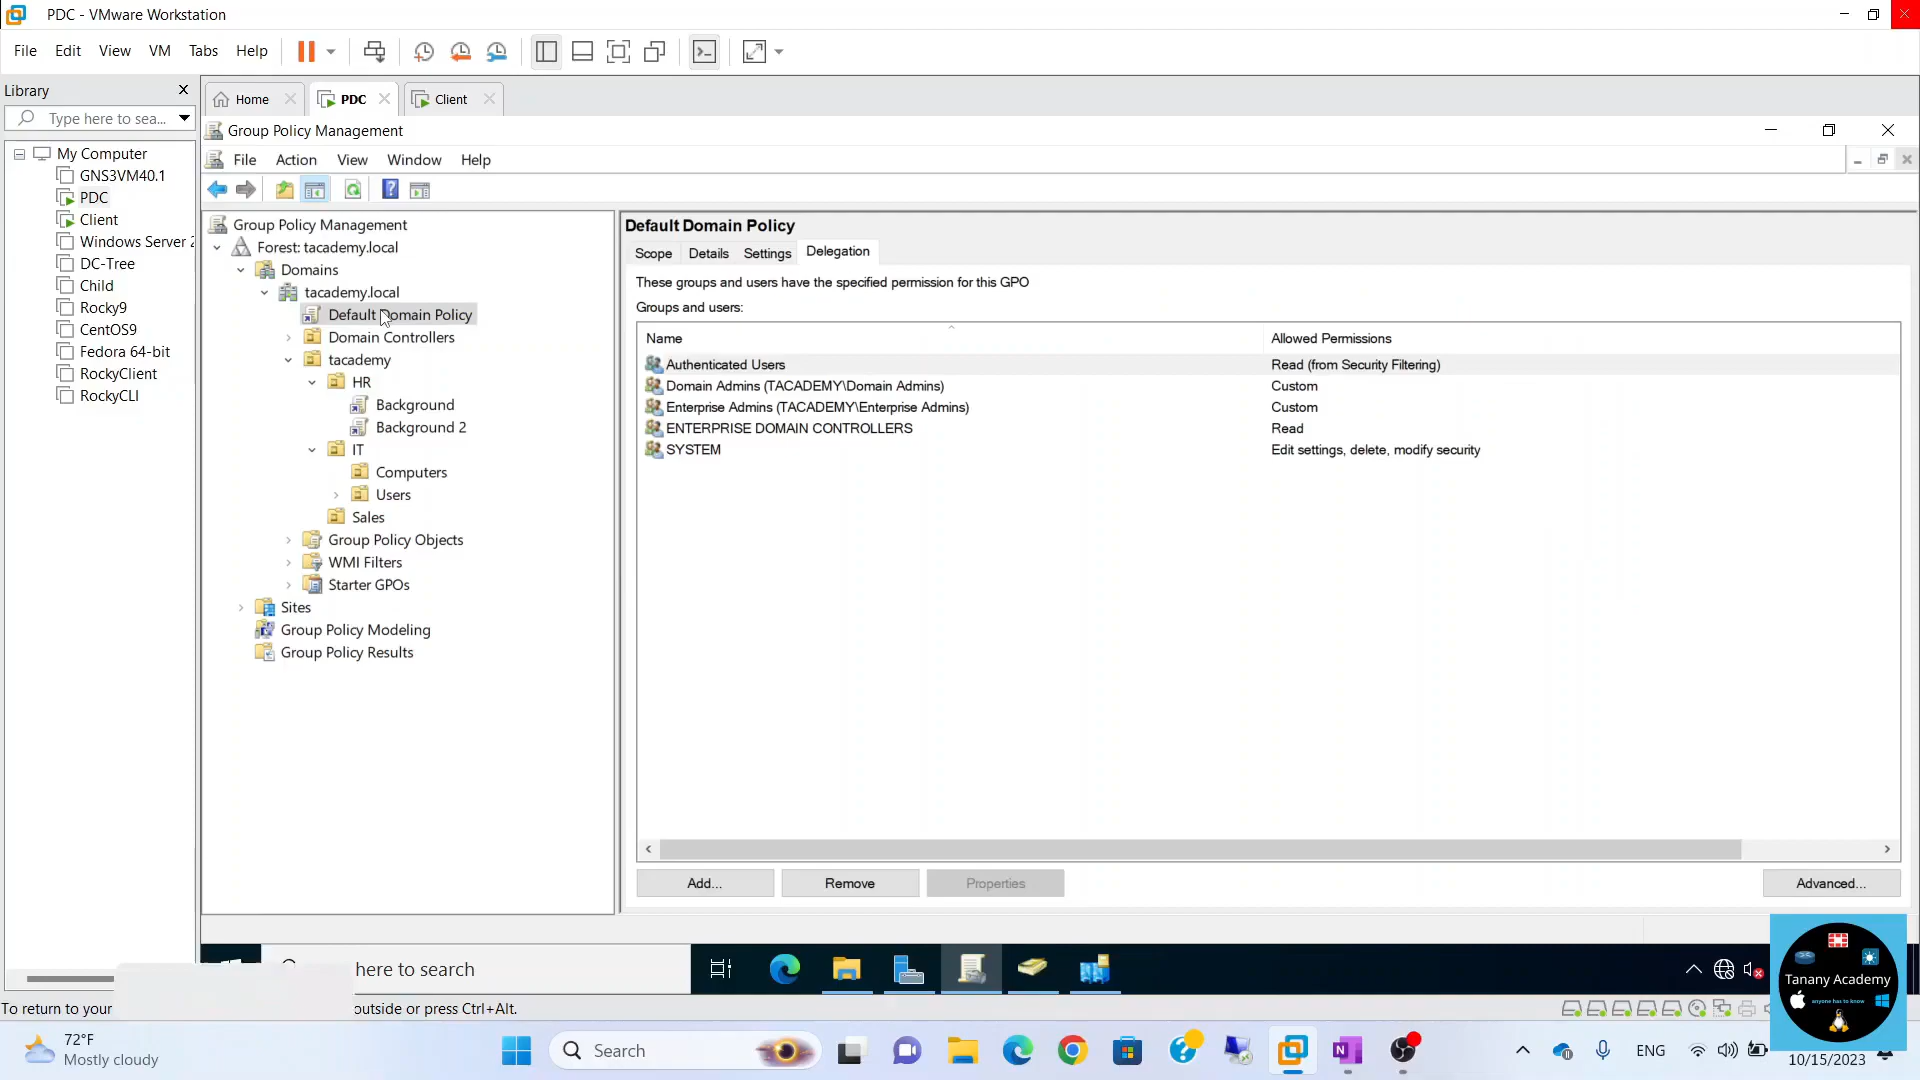 PDC - VMware Workstation
File Edit View VM Tabs Help
Library
Home PDC Client
Type here to sea...
Group Policy Management
My Computer
GNS3VM40.1
PDC
Client
Windows Server 2
DC-Tree
Child
Rocky9
CentOS9
Fedora 64-bit
RockyClient
RockyCLI
File Action View Window Help
Group Policy Management
Forest: tacademy.local
Domains
tacademy.local
Default Domain Policy
Domain Controllers
tacademy
HR
Background
Background 2
IT
Computers
Users
Sales
Group Policy Objects
WMI Filters
Starter GPOs
Sites
Group Policy Modeling
Group Policy Results
Default Domain Policy
Scope Details Settings Delegation
These groups and users have the specified permission for this GPO
Groups and users:
Name Allowed Permissions
Authenticated Users Read (from Security Filtering)
Domain Admins (TACADEMY\Domain Admins) Custom
Enterprise Admins (TACADEMY\Enterprise Admins) Custom
ENTERPRISE DOMAIN CONTROLLERS Read
SYSTEM Edit settings, delete, modify security
Add... Remove Properties Advanced...
here to search
Tanany Academy
anyone has to know
To return to your
outside or press Ctrl+Alt.
72°F
Mostly cloudy
Search
ENG
10/15/2023